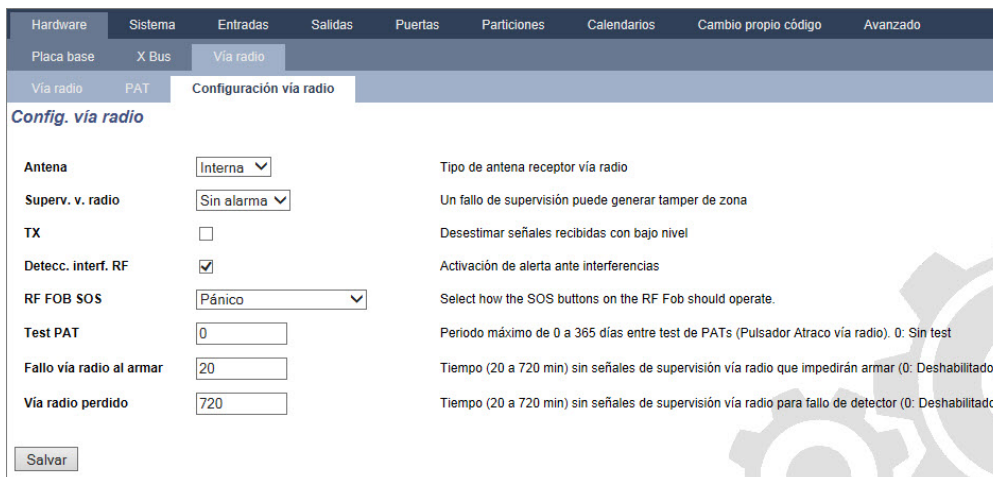 Hardware Sistema Entradas Salidas Puertas Particiones Calendarios Cambio propio código Avanzado
Placa base X Bus Vía radio
Vía radio PAT Configuración vía radio
Config. vía radio
Antena Interna Tipo de antena receptor vía radio
Superv. v. radio Sin alarma Un fallo de supervisión puede generar tamper de zona
TX Desestimar señales recibidas con bajo nivel
Detecc. interf. RF Activación de alerta ante interferencias
RF FOB SOS Pánico Select how the SOS buttons on the RF Fob should operate.
Test PAT 0 Periodo máximo de 0 a 365 días entre test de PATs (Pulsador Atraco vía radio). 0: Sin test
Fallo vía radio al armar 20 Tiempo (20 a 720 min) sin señales de supervisión vía radio que impedirán armar (0: Deshabilitado
Vía radio perdido 720 Tiempo (20 a 720 min) sin señales de supervisión vía radio para fallo de detector (0: Deshabilitado
Salvar